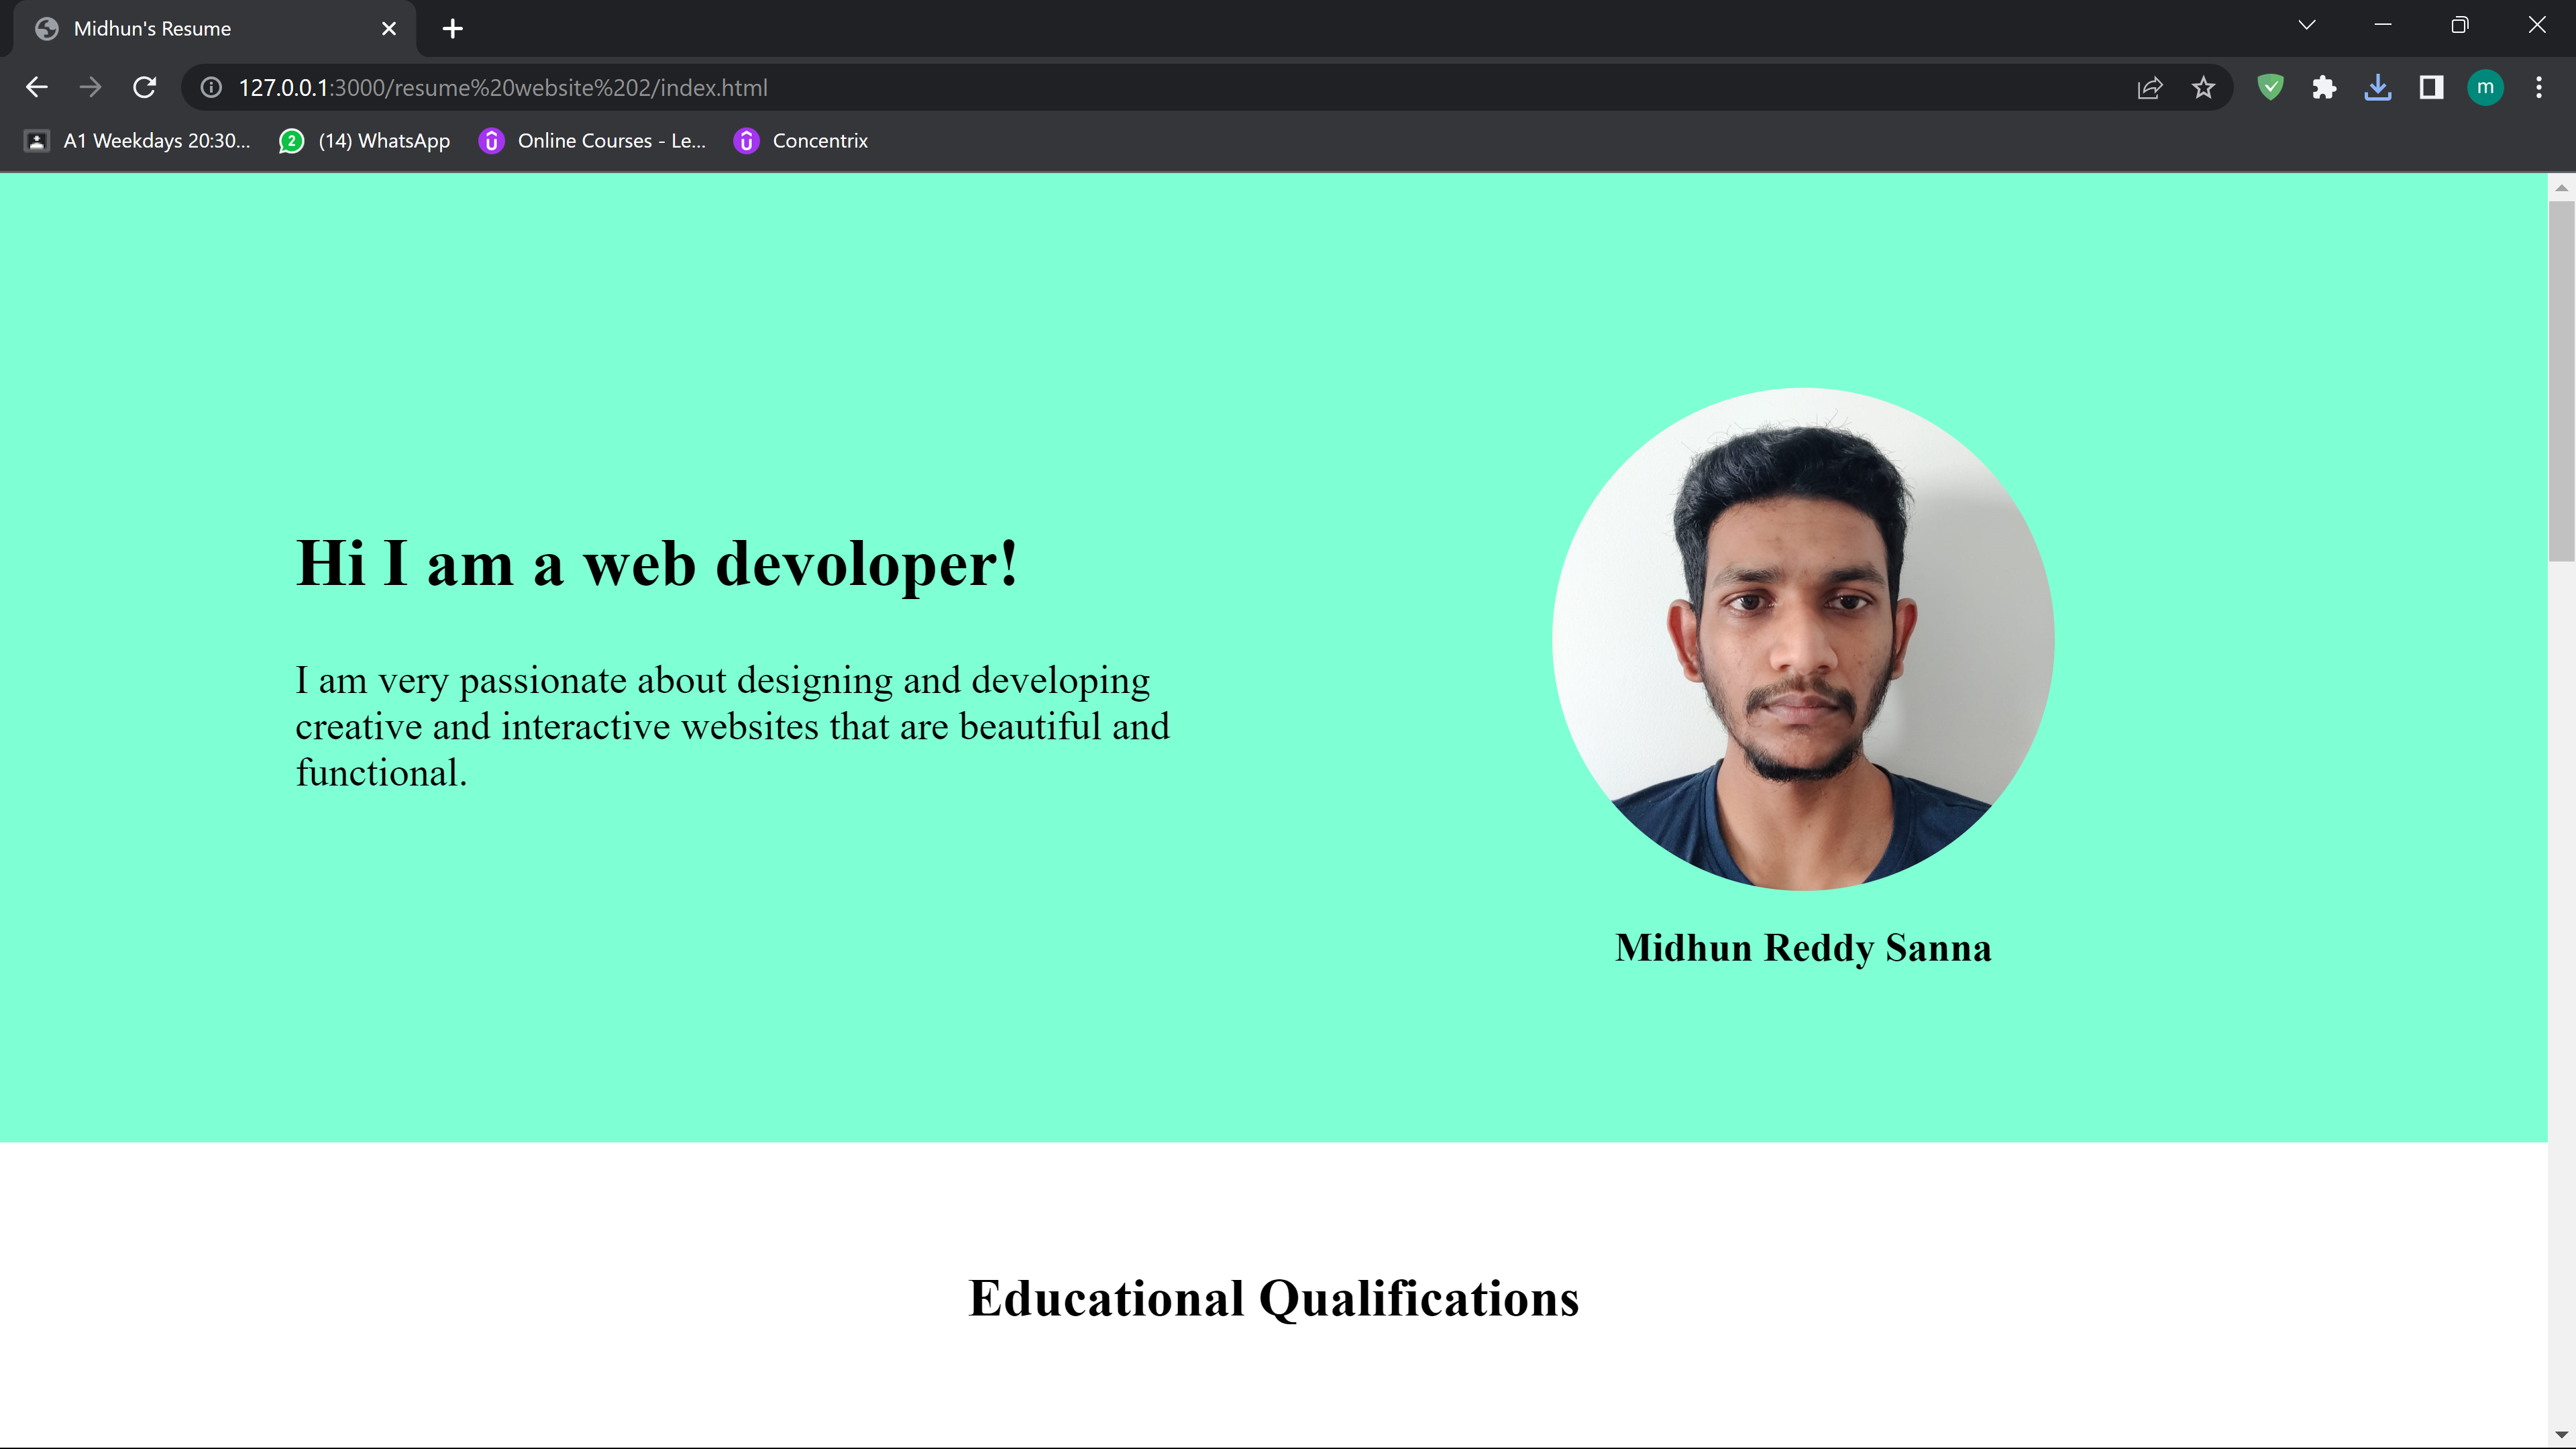 Midhun's Resume
127.0.0.1:3000/resume%20website%202/index.html
m
A1 Weekdays 20:30...
2
(14) WhatsApp
Online Courses - Le...
Concentrix
Hi I am a web devoloper!
I am very passionate about designing and developing
creative and interactive websites that are beautiful and
functional.
Midhun Reddy Sanna
Educational Qualifications